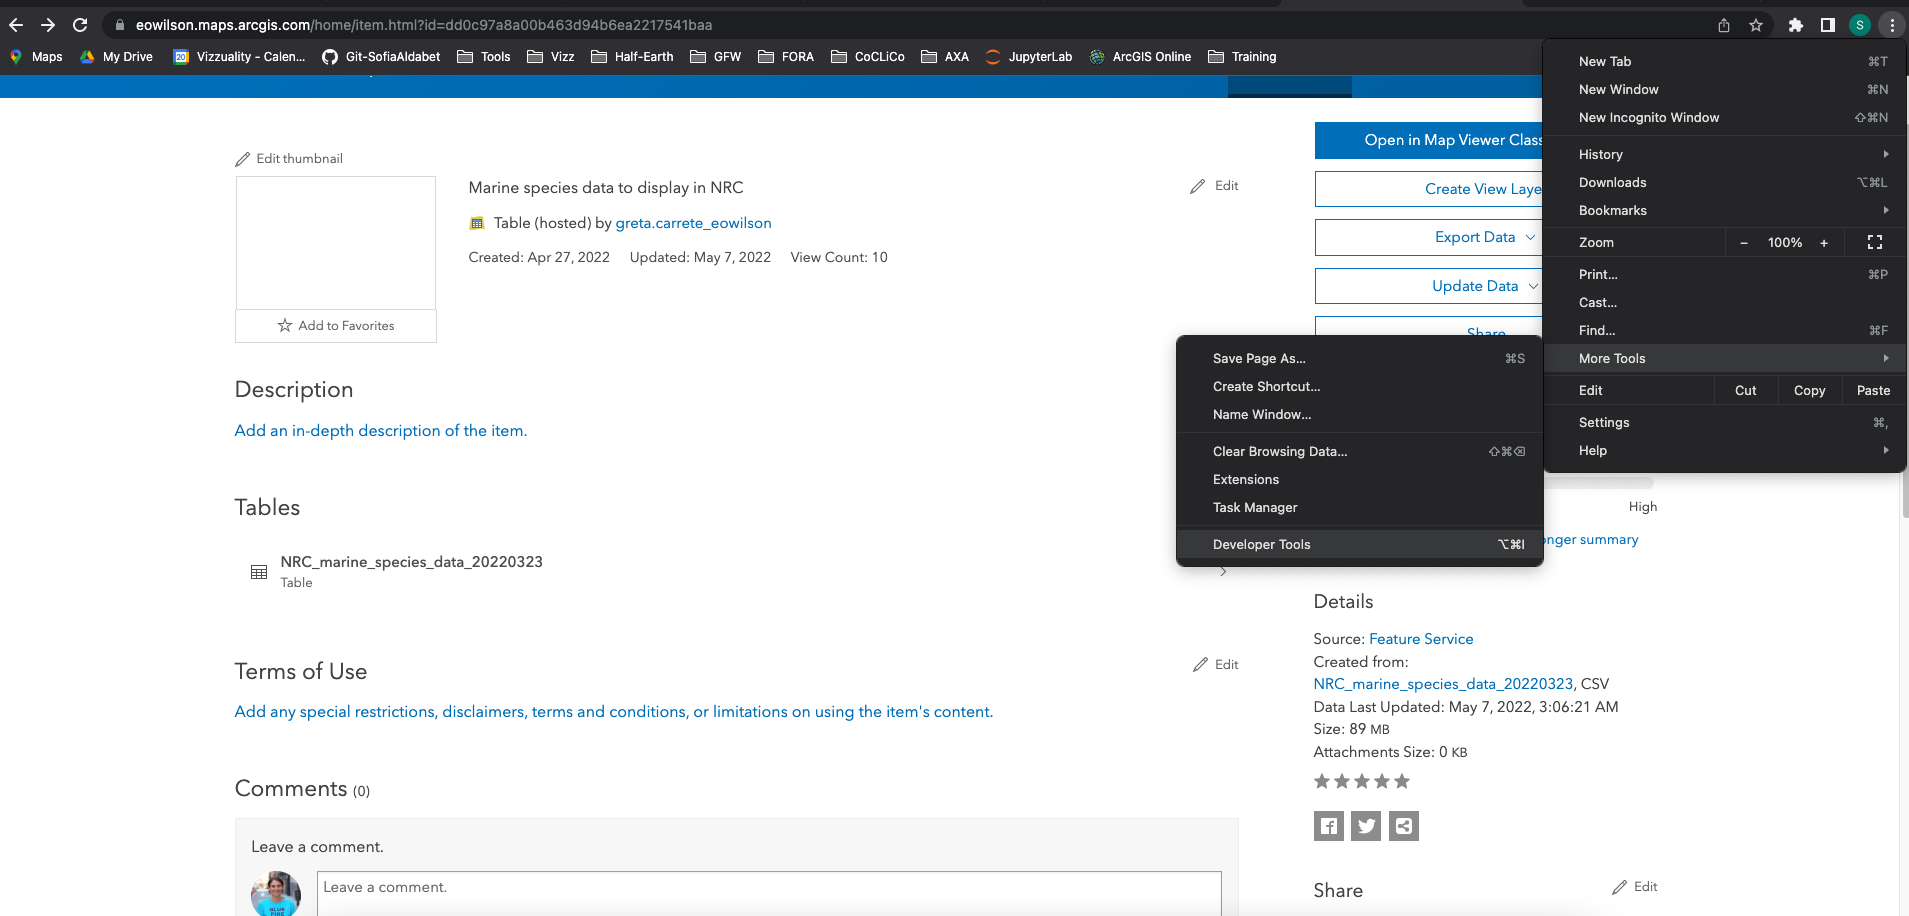 eowilson.maps.arcgis.com/home/item.html?id=dd0c97a8a00b463d94b6ea2217541baa
S
Maps
My Drive
20
Vizzuality - Calen...
Git-SofiaAldabet
Tools
Vizz
Half-Earth
GFW
FORA
CoCLiCo
AXA
JupyterLab
ArcGIS Online
Training
New Tab ⌘T
New Window ⌘N
New Incognito Window ⇧⌘N
History
Downloads ⌥⌘L
Bookmarks
Zoom − 100% +
Print... ⌘P
Cast...
Find... ⌘F
More Tools
Edit Cut Copy Paste
Settings ⌘,
Help
Save Page As... ⌘S
Create Shortcut...
Name Window...
Clear Browsing Data... ⇧⌘⌫
Extensions
Task Manager
Developer Tools ⌥⌘I
Edit thumbnail
Add to Favorites
Marine species data to display in NRC
Edit
Table (hosted) by greta.carrete_eowilson
Created: Apr 27, 2022 Updated: May 7, 2022 View Count: 10
Open in Map Viewer Class
Create View Laye
Export Data
Update Data
Share
Description
Add an in-depth description of the item.
Tables
NRC_marine_species_data_20220323
Table
High
onger summary
Terms of Use
Edit
Add any special restrictions, disclaimers, terms and conditions, or limitations on using the item's content.
Comments (0)
Leave a comment.
Leave a comment.
BLUE
FIRE
Details
Source: Feature Service
Created from:
NRC_marine_species_data_20220323, CSV
Data Last Updated: May 7, 2022, 3:06:21 AM
Size: 89 MB
Attachments Size: 0 KB
Share
Edit